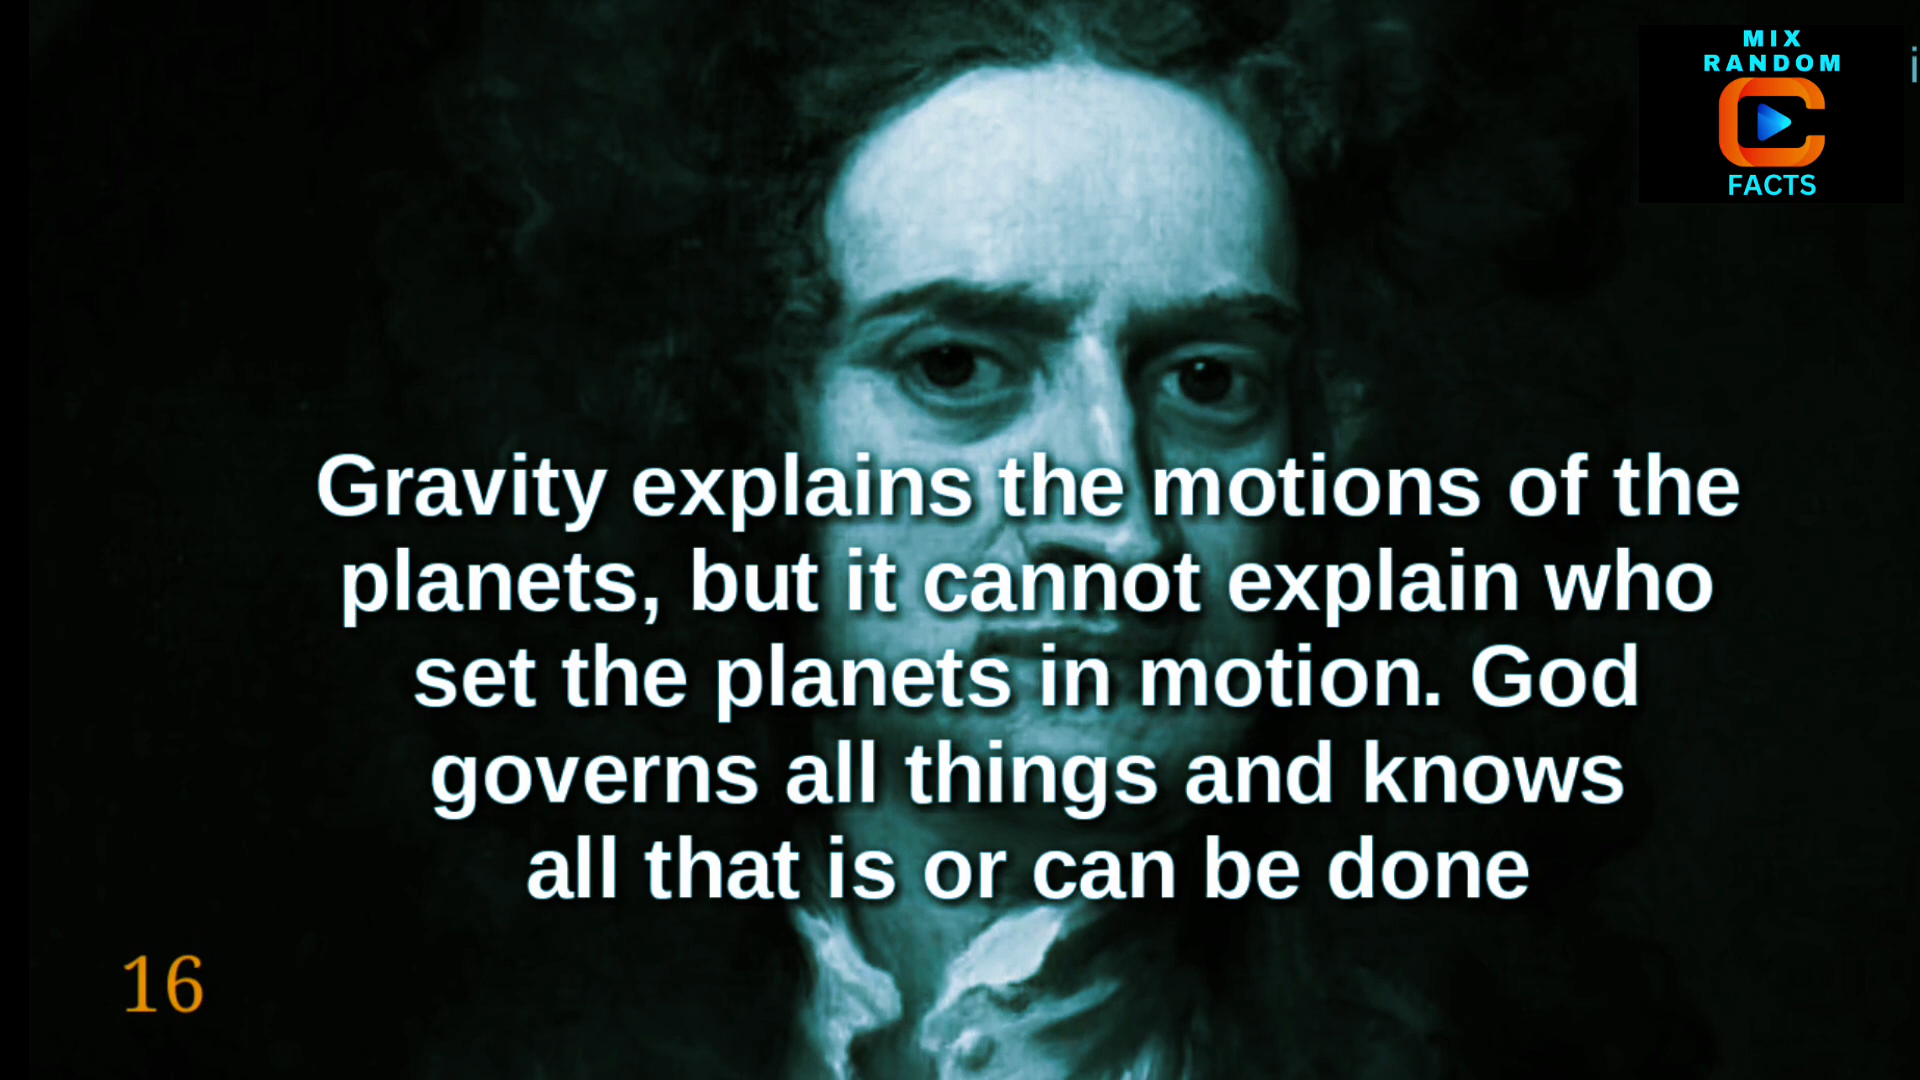 MIX
RANDOM
FACTS
Gravity explains the motions of the
planets, but it cannot explain who
set the planets in motion. God
governs all things and knows
all that is or can be done
16